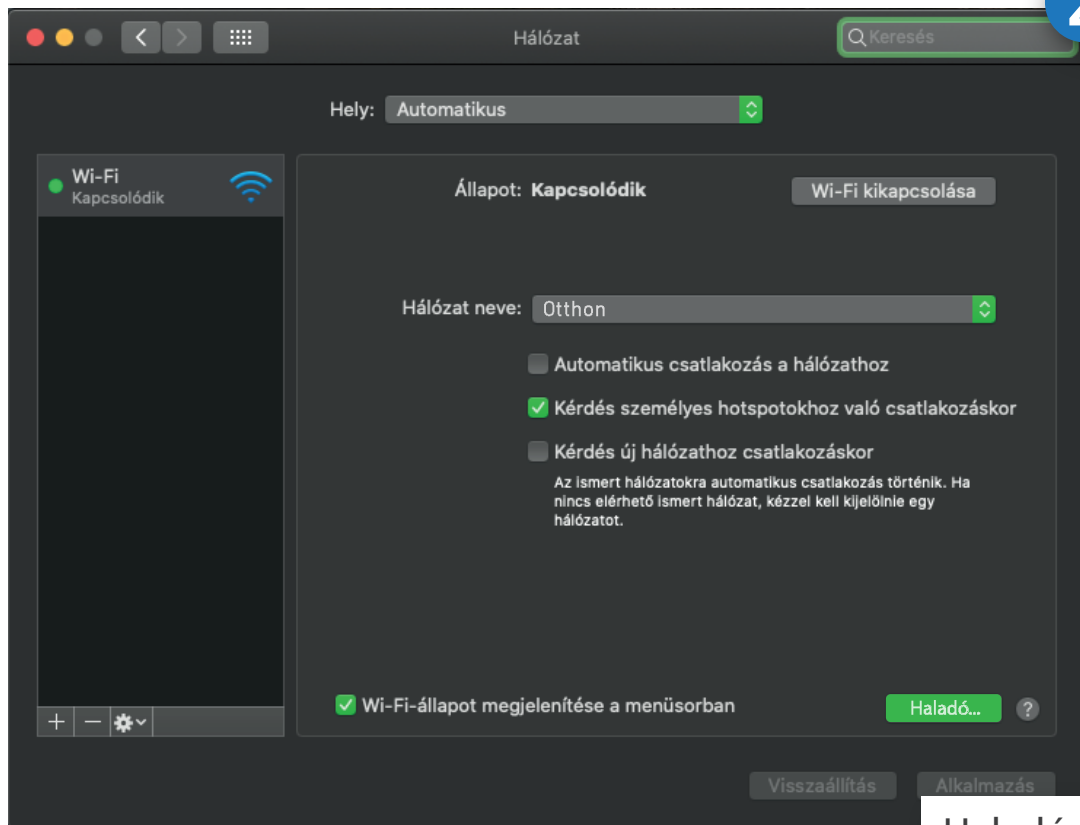 Hálózat
Keresés
Hely: Automatikus
Wi-Fi
Kapcsolódik
Állapot: Kapcsolódik
Wi-Fi kikapcsolása
Hálózat neve: Otthon
Automatikus csatlakozás a hálózathoz
Kérdés személyes hotspotokhoz való csatlakozáskor
Kérdés új hálózathoz csatlakozáskor
Az ismert hálózatokra automatikus csatlakozás történik. Ha
nincs elérhető ismert hálózat, kézzel kell kijelölnie egy
hálózatot.
Wi-Fi-állapot megjelenítése a menüsorban
Haladó... ?
Visszaállítás Alkalmazás